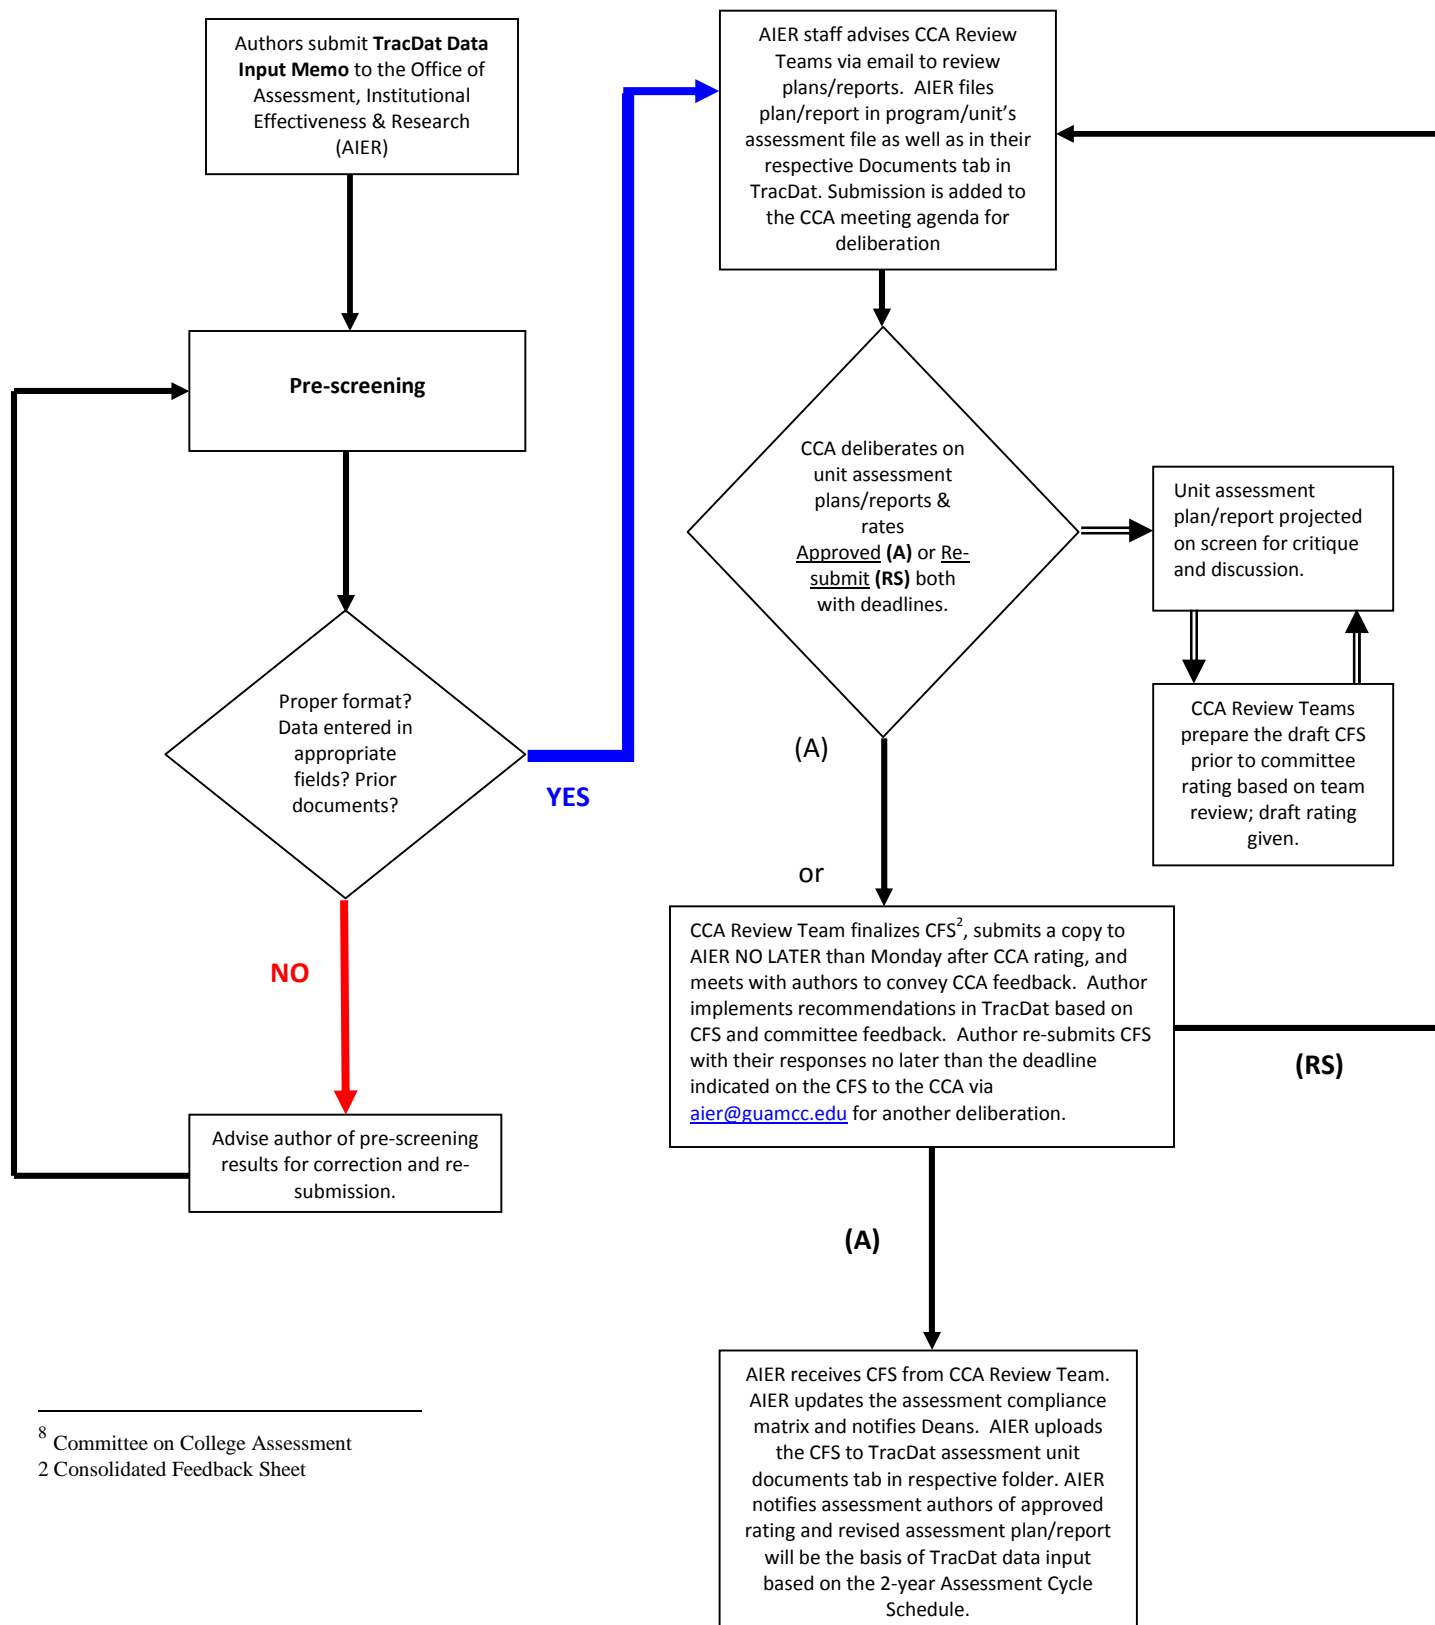 Authors submit TracDat Data
Input Memo to the Office of
Assessment, Institutional
Effectiveness & Research
(AIER)
Pre-screening
Proper format?
Data entered in
appropriate
fields? Prior
documents?
YES
NO
Advise author of pre-screening
results for correction and re-
submission.
AIER staff advises CCA Review
Teams via email to review
plans/reports.  AIER files
plan/report in program/unit's
assessment file as well as in their
respective Documents tab in
TracDat. Submission is added to
the CCA meeting agenda for
deliberation
CCA deliberates on
unit assessment
plans/reports &
rates
Approved (A) or Re-
submit (RS) both
with deadlines.
Unit assessment
plan/report projected
on screen for critique
and discussion.
CCA Review Teams
prepare the draft CFS
prior to committee
rating based on team
review; draft rating
given.
(A)
or
CCA Review Team finalizes CFS2, submits a copy to
AIER NO LATER than Monday after CCA rating, and
meets with authors to convey CCA feedback.  Author
implements recommendations in TracDat based on
CFS and committee feedback.  Author re-submits CFS
with their responses no later than the deadline
indicated on the CFS to the CCA via
aier@guamcc.edu for another deliberation.
(RS)
(A)
AIER receives CFS from CCA Review Team.
AIER updates the assessment compliance
matrix and notifies Deans.  AIER uploads
the CFS to TracDat assessment unit
documents tab in respective folder. AIER
notifies assessment authors of approved
rating and revised assessment plan/report
will be the basis of TracDat data input
based on the 2-year Assessment Cycle
Schedule.
8 Committee on College Assessment
2 Consolidated Feedback Sheet